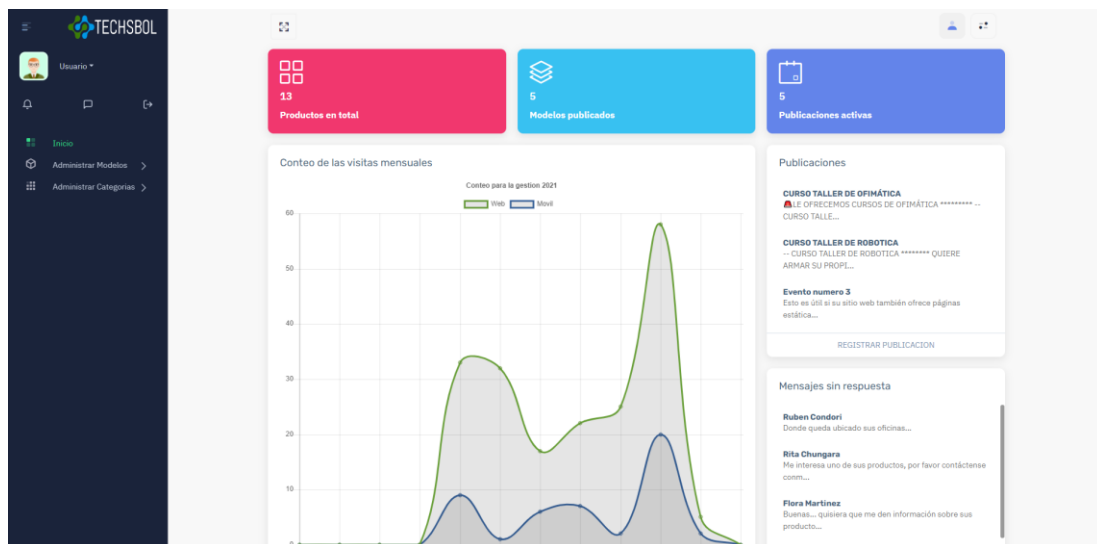 TECHSBOL
Usuario
Inicio
Administrar Modelos
Administrar Categorias
13
Productos en total
5
Modelos publicados
5
Publicaciones activas
Conteo de las visitas mensuales
Conteo para la gestion 2021
Web Movil
60
50
40
30
20
10
0
Publicaciones
CURSO TALLER DE OFIMÁTICA
LE OFRECEMOS CURSOS DE OFIMÁTICA ********* --
CURSO TALLE...
CURSO TALLER DE ROBOTICA
-- CURSO TALLER DE ROBOTICA ******** QUIERE
ARMAR SU PROPI...
Evento numero 3
Esto es útil si su sitio web también ofrece páginas
estática...
REGISTRAR PUBLICACION
Mensajes sin respuesta
Ruben Condori
Donde queda ubicado sus oficinas...
Rita Chungara
Me interesa uno de sus productos, por favor contáctense
conm...
Flora Martinez
Buenas... quisiera que me den información sobre sus
producto...